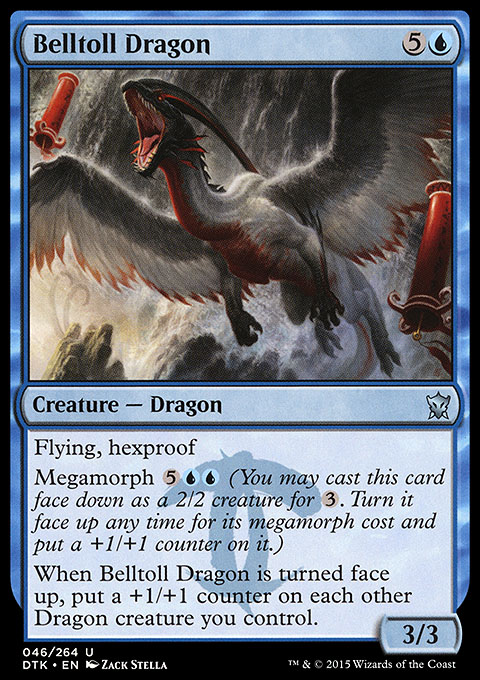 Belltoll Dragon 5
Creature — Dragon
Flying, hexproof
Megamorph 5 (You may cast this card
face down as a 2/2 creature for 3. Turn it
face up any time for its megamorph cost and
put a +1/+1 counter on it.)
When Belltoll Dragon is turned face
up, put a +1/+1 counter on each other
Dragon creature you control.
3/3
046/264 U
DTK • EN Zack Stella
™ & © 2015 Wizards of the Coast